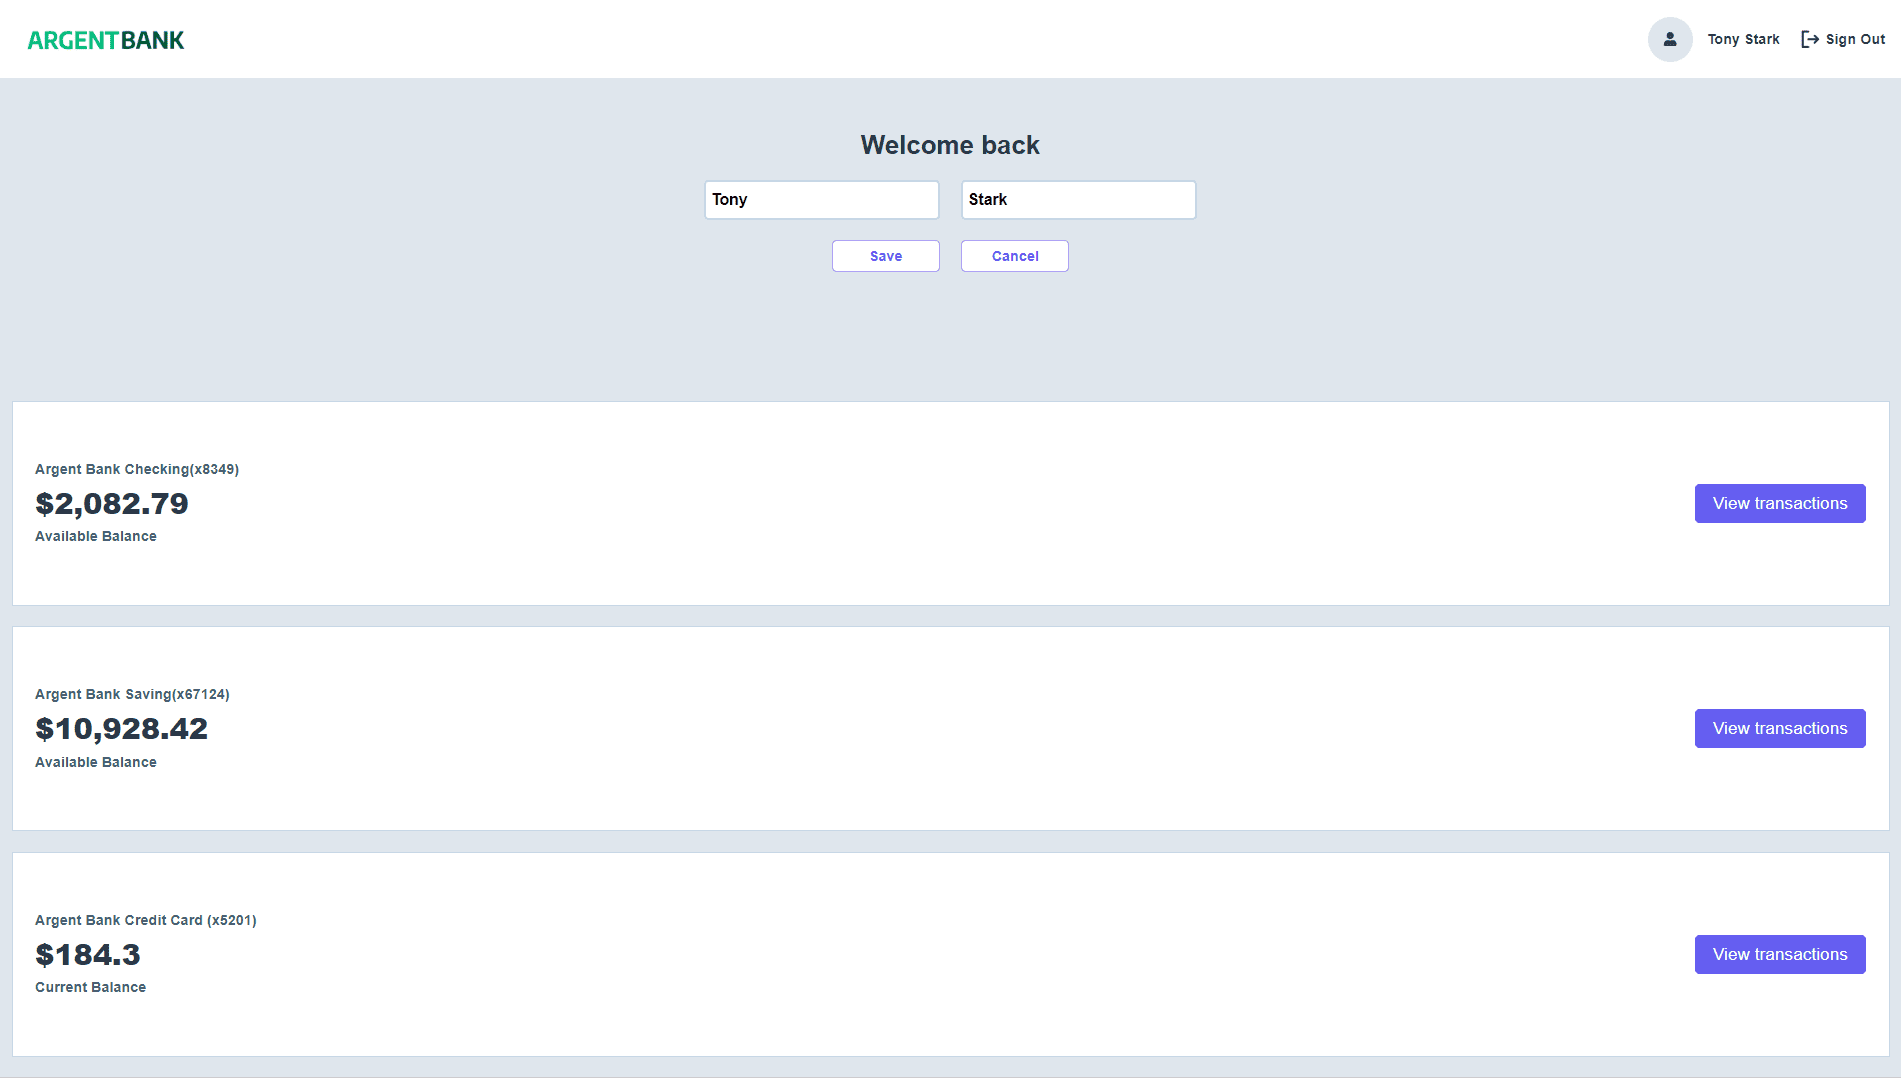 ARGENTBANK
Tony Stark
Sign Out
Welcome back
Tony
Stark
Save
Cancel
Argent Bank Checking(x8349)
$2,082.79
Available Balance
View transactions
Argent Bank Saving(x67124)
$10,928.42
Available Balance
View transactions
Argent Bank Credit Card (x5201)
$184.3
Current Balance
View transactions